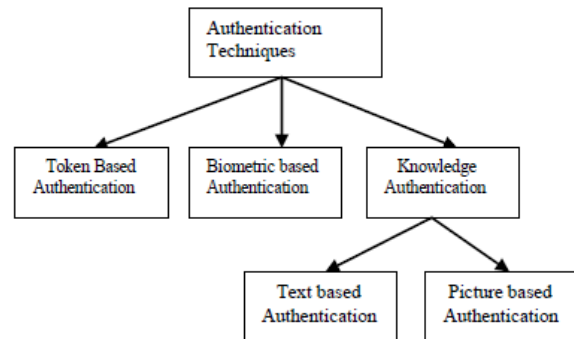 Authentication
Techniques
Token Based
Authentication
Biometric based
Authentication
Knowledge
Authentication
Text based
Authentication
Picture based
Authentication